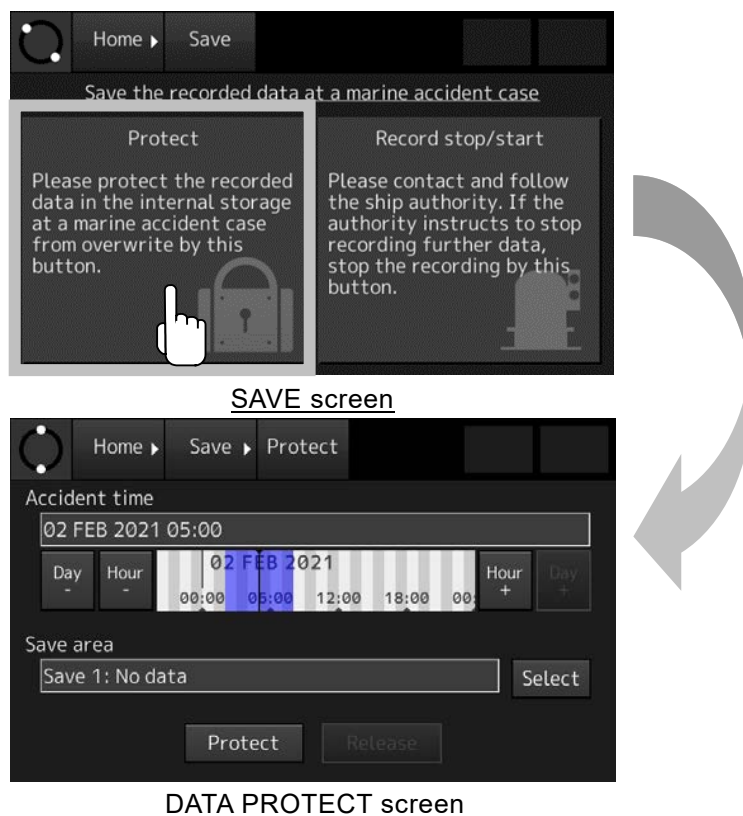 Home ▸ Save
Save the recorded data at a marine accident case
Protect
Please protect the recorded
data in the internal storage
at a marine accident case
from overwrite by this
button.
Record stop/start
Please contact and follow
the ship authority. If the
authority instructs to stop
recording further data,
stop the recording by this
button.
SAVE screen
Home ▸ Save ▸ Protect
Accident time
02 FEB 2021 05:00
Day
-
Hour
-
02 FEB 2021
00:00 06:00 12:00 18:00 00:
Hour
+
Day
+
Save area
Save 1: No data
Select
Protect
Release
DATA PROTECT screen